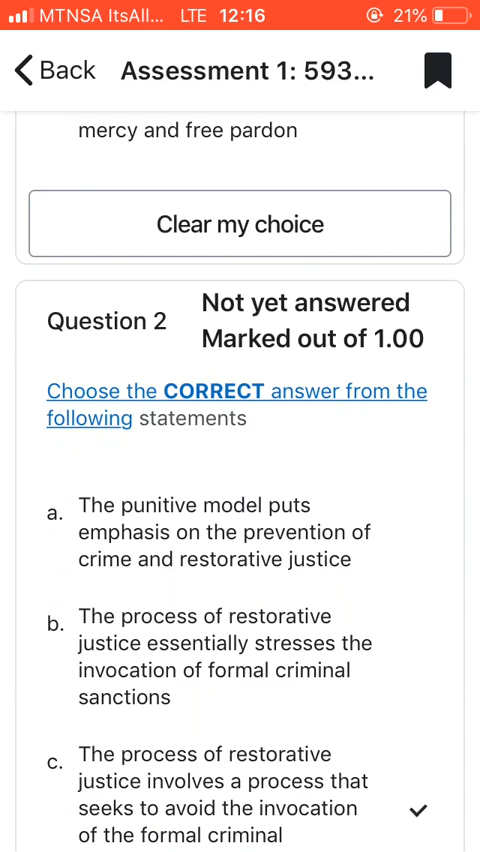 MTNSA ItsAll... LTE 12:16 21%
Back Assessment 1: 593...
mercy and free pardon
Clear my choice
Question 2
Not yet answered
Marked out of 1.00
Choose the CORRECT answer from the
following statements
a. The punitive model puts
emphasis on the prevention of
crime and restorative justice
b. The process of restorative
justice essentially stresses the
invocation of formal criminal
sanctions
c. The process of restorative
justice involves a process that
seeks to avoid the invocation
of the formal criminal